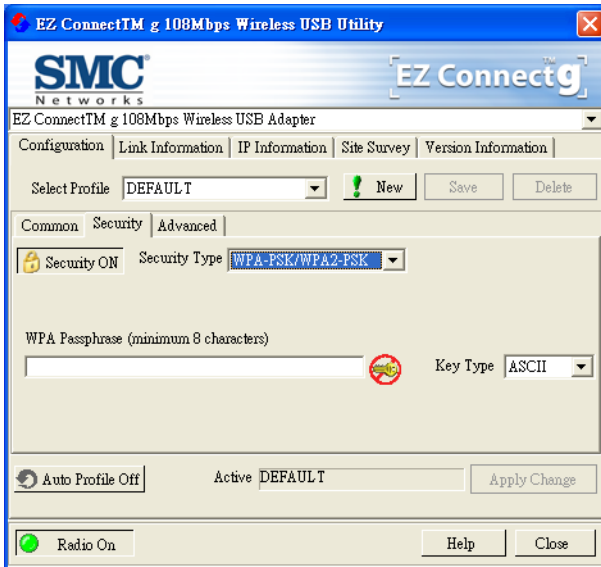 EZ ConnectTM g 108Mbps Wireless USB Utility
SMC®
Networks
EZ Connect™ g
EZ ConnectTM g 108Mbps Wireless USB Adapter
Configuration Link Information IP Information Site Survey Version Information
Select Profile DEFAULT New Save Delete
Common Security Advanced
Security ON Security Type WPA-PSK/WPA2-PSK
WPA Passphrase (minimum 8 characters)
Key Type ASCII
Auto Profile Off Active DEFAULT Apply Change
Radio On Help Close